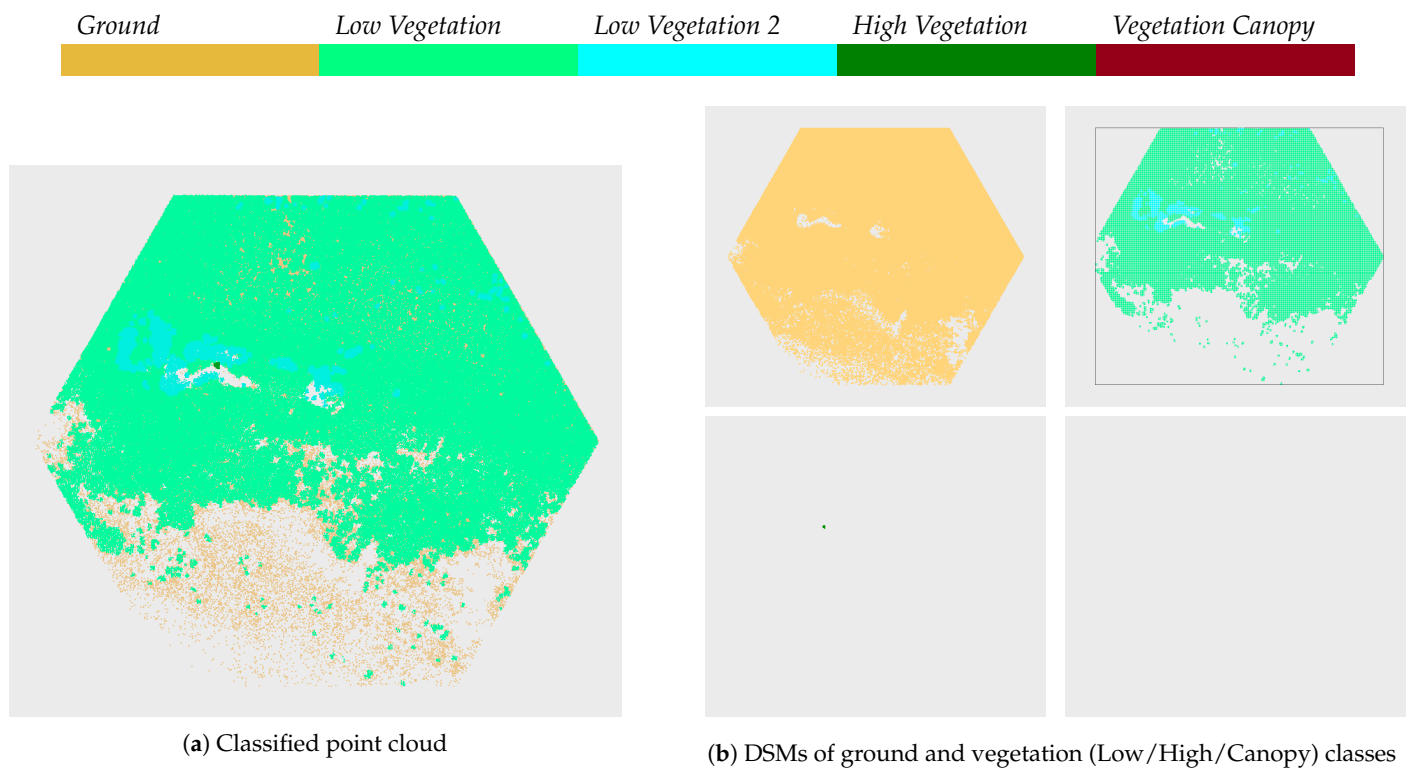 Ground Low Vegetation Low Vegetation 2 High Vegetation Vegetation Canopy
(a) Classified point cloud
(b) DSMs of ground and vegetation (Low/High/Canopy) classes